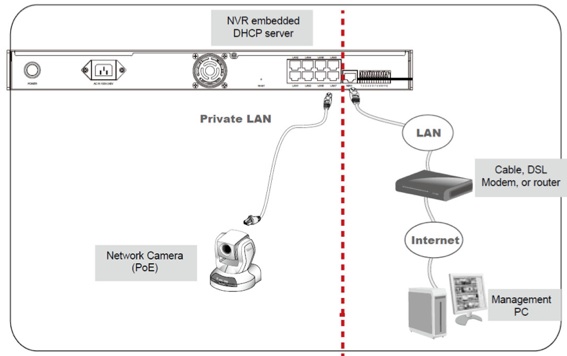 NVR embedded
DHCP server
Private LAN
LAN
Cable, DSL
Modem, or router
Internet
Network Camera
(PoE)
Management
PC